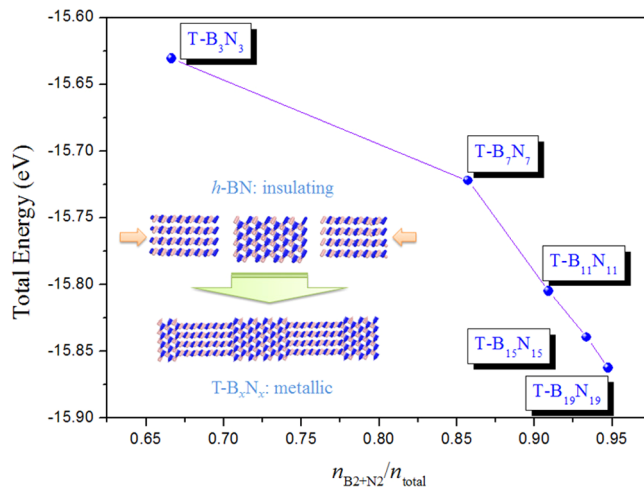 -15.60
-15.65
-15.70
-15.75
-15.80
-15.85
-15.90
Total Energy (eV)
T-B3N3
T-B7N7
T-B11N11
T-B15N15
T-B19N19
h-BN: insulating
T-BxNx: metallic
0.65 0.70 0.75 0.80 0.85 0.90 0.95
nB2+N2/ntotal